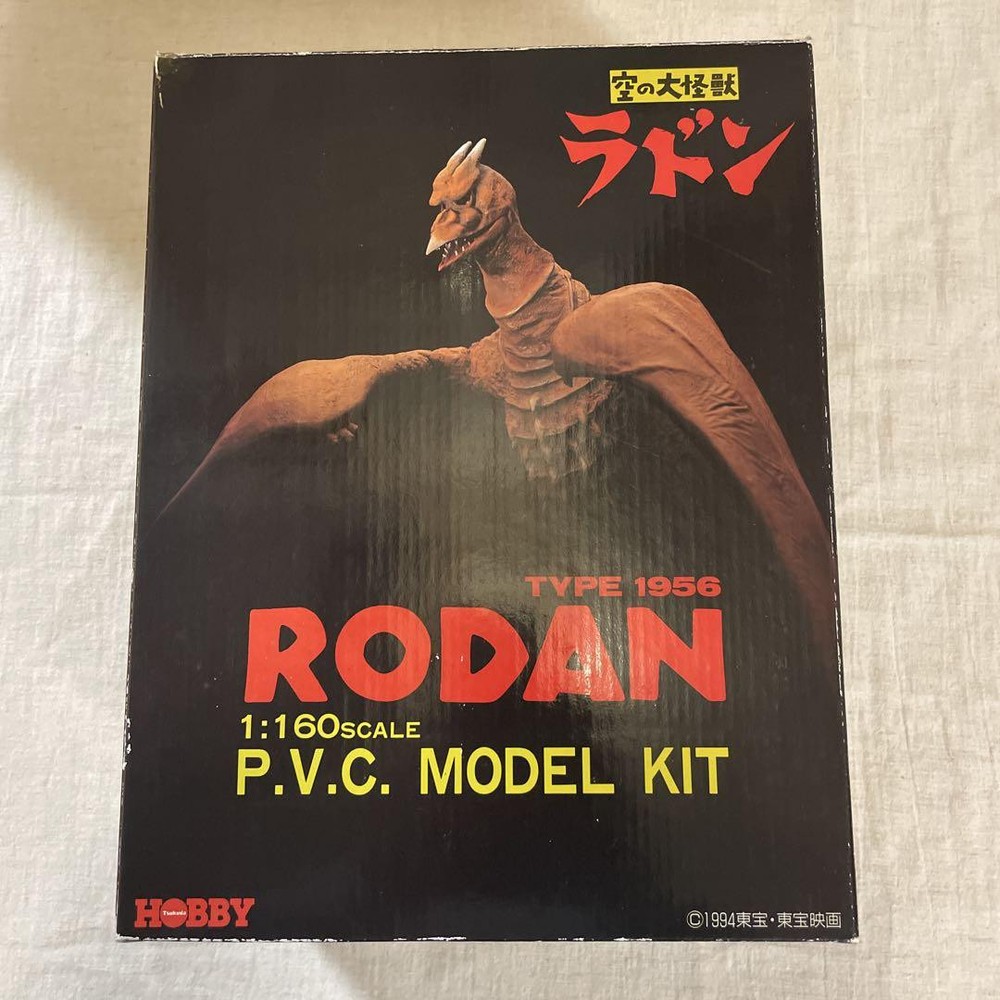 空の大怪獣
ラドン
TYPE 1956
RODAN
1:160SCALE
P.V.C. MODEL KIT
HOBBY
Tsukuda
©1994東宝・東宝映画